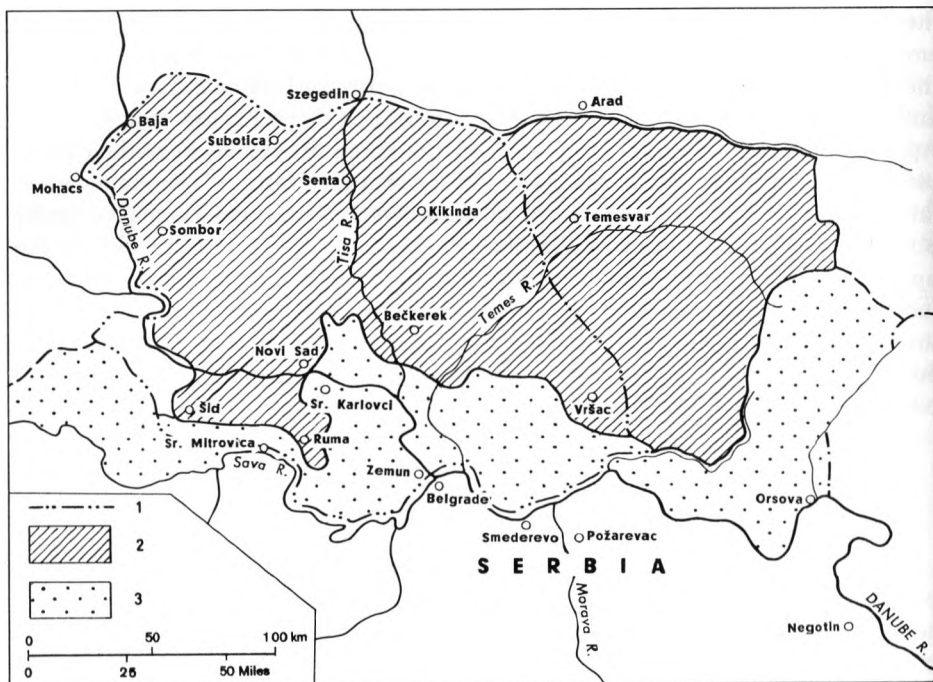 Szegedin
Arad
Baja
Subotica
Mohacs
Senta
Kikinda
Temesvar
Danube R.
Sombor
Tisa R.
Temes R.
Bečkerek
Novi Sad
Sr. Karlovci
Vršac
Šid
Sr. Mitrovica
Ruma
Sava R.
Zemun
Belgrade
Orsova
Smederevo
Požarevac
SERBIA
Morava R.
Negotin
DANUBE R.
1
2
3
0 50 100 km
0 25 50 Miles